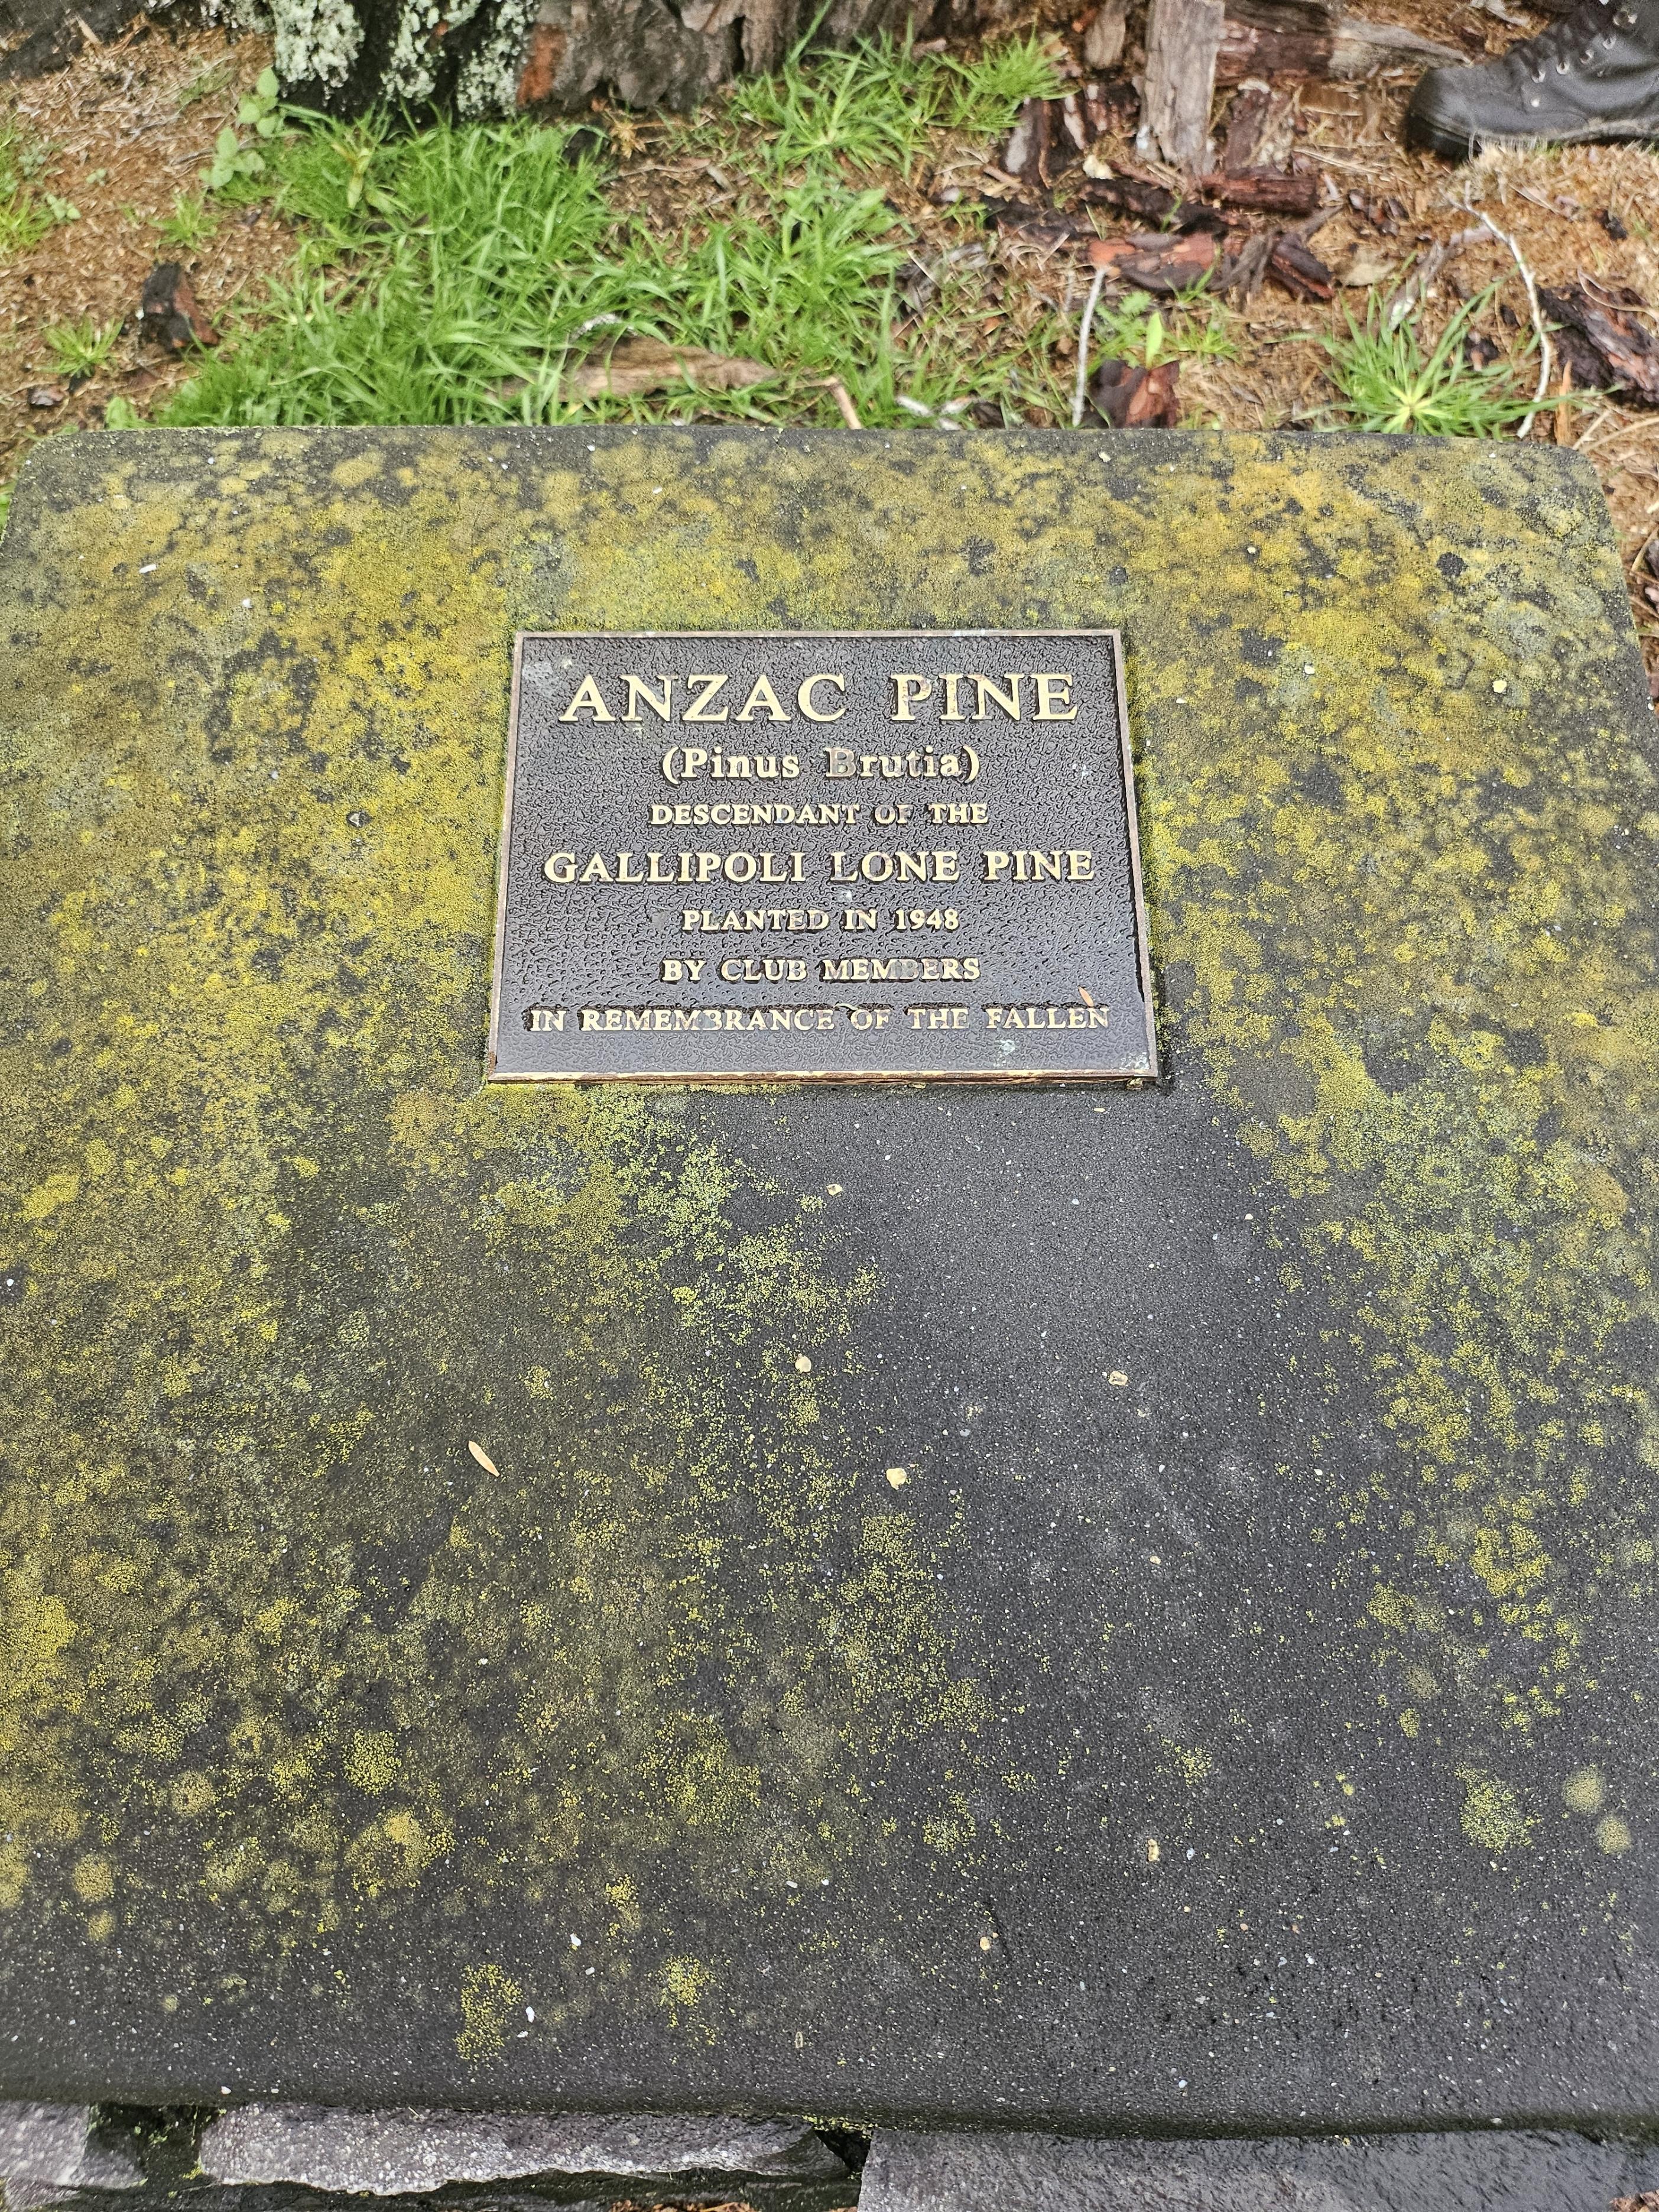 ANZAC PINE
(Pinus Brutia)
DESCENDANT OF THE
GALLIPOLI LONE PINE
PLANTED IN 1948
BY CLUB MEMBERS
IN REMEMBRANCE OF THE FALLEN